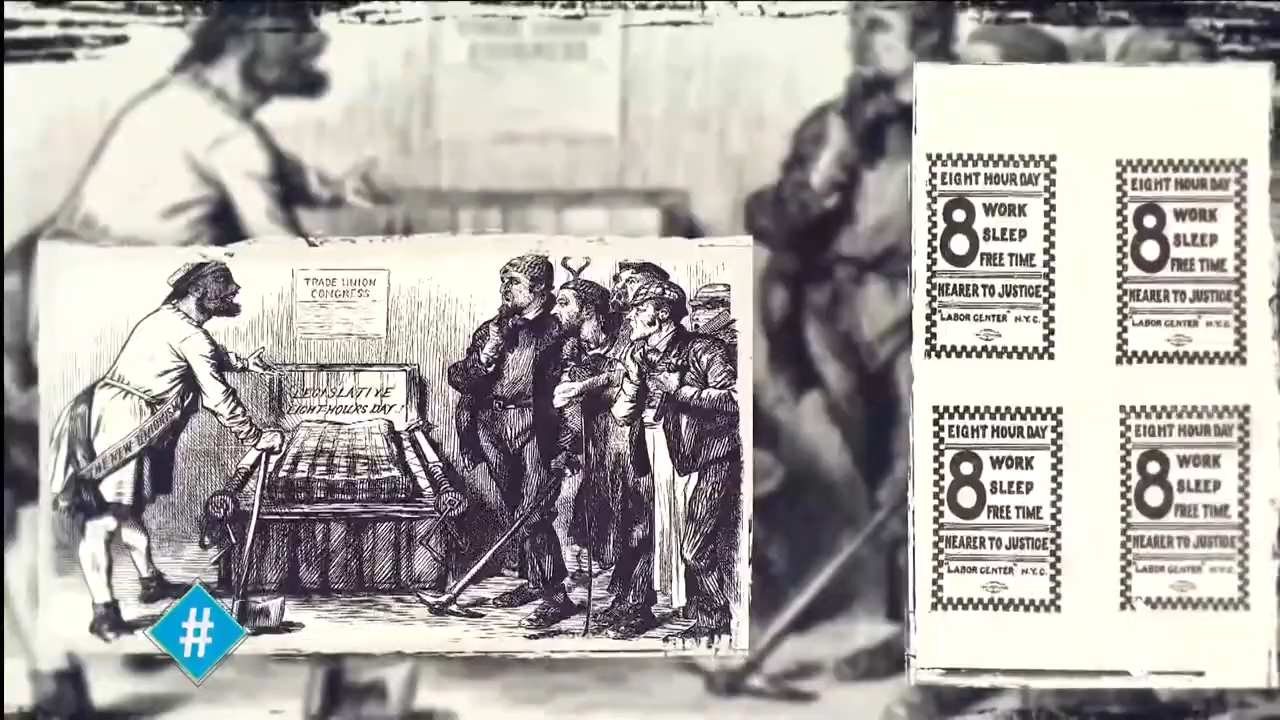 TRADE UNION
CONGRESS
LEGISLATIVE
EIGHT-HOURS DAY!
THE NEW UNION
#
EIGHT HOUR DAY
8 WORK
SLEEP
FREE TIME
NEARER TO JUSTICE
"LABOR CENTER" N.Y.C.
EIGHT HOUR DAY
8 WORK
SLEEP
FREE TIME
NEARER TO JUSTICE
"LABOR CENTER" N.Y.C.
EIGHT HOUR DAY
8 WORK
SLEEP
FREE TIME
NEARER TO JUSTICE
"LABOR CENTER" N.Y.C.
EIGHT HOUR DAY
8 WORK
SLEEP
FREE TIME
NEARER TO JUSTICE
"LABOR CENTER" N.Y.C.